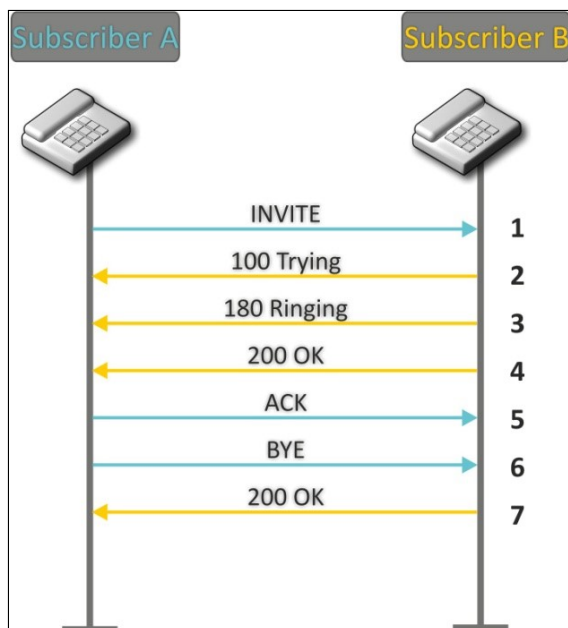 Subscriber A
Subscriber B
INVITE
1
100 Trying
2
180 Ringing
3
200 OK
4
ACK
5
BYE
6
200 OK
7